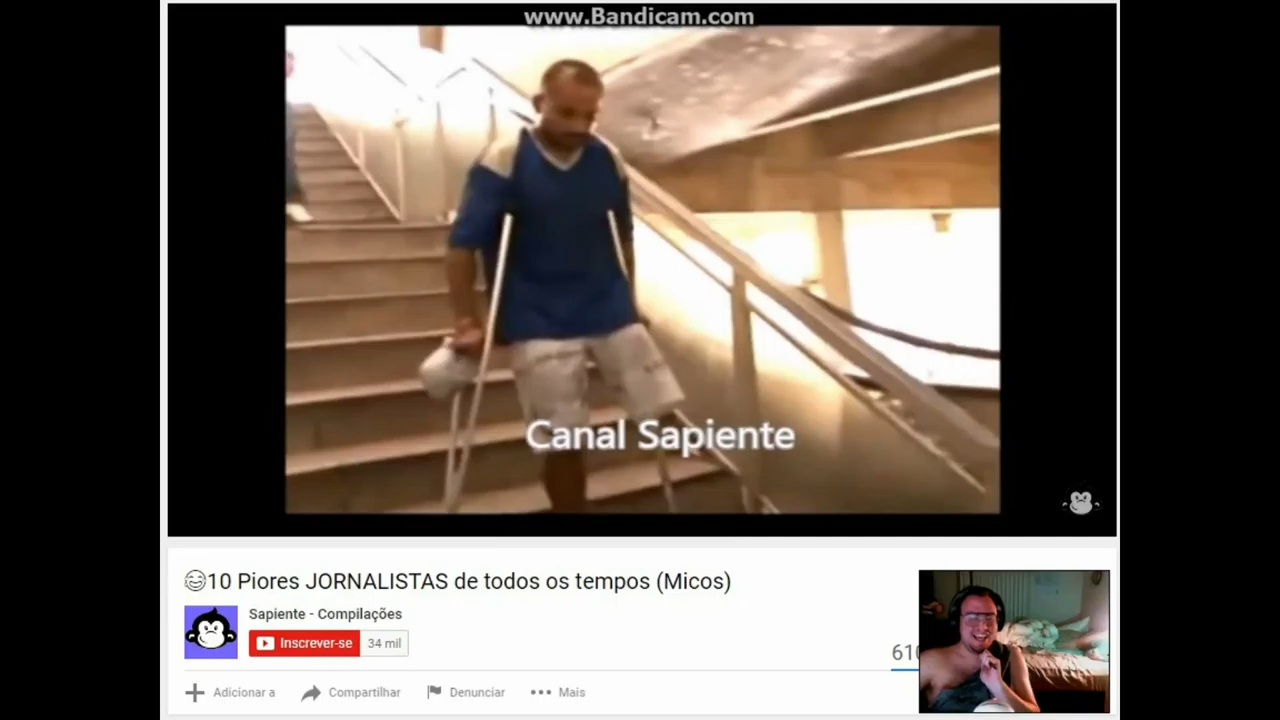 www.Bandicam.com
Canal Sapiente
😂10 Piores JORNALISTAS de todos os tempos (Micos)
Sapiente - Compilações
Inscrever-se 34 mil
610
Adicionar a Compartilhar Denunciar Mais